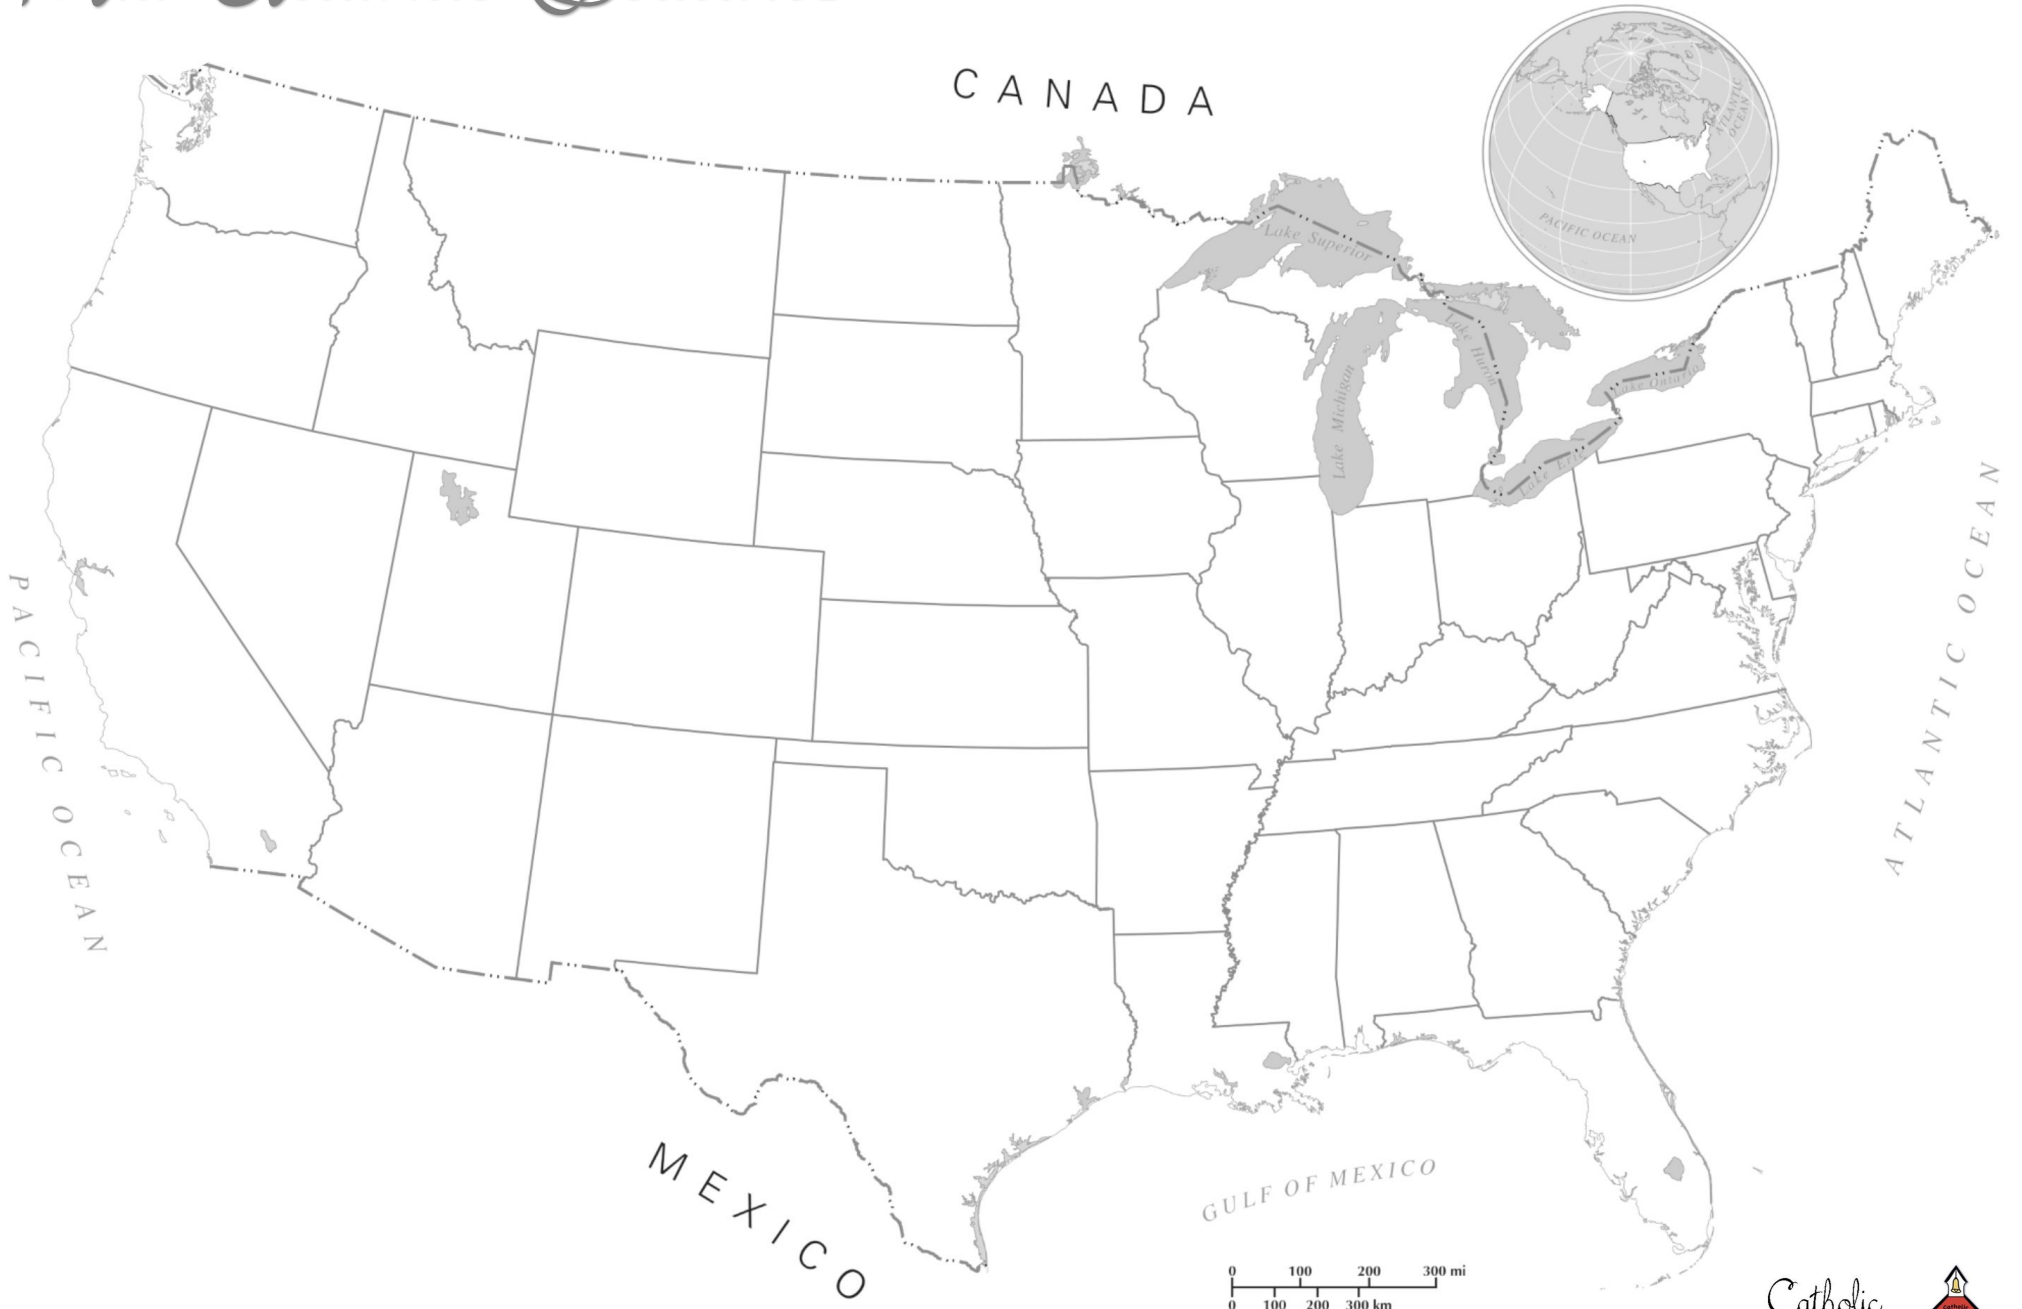 CANADA
ATLANTIC
OCEAN
PACIFIC OCEAN
Lake Superior
Lake Huron
Lake Michigan
Lake Ontario
Lake Erie
PACIFIC OCEAN
ATLANTIC OCEAN
MEXICO
GULF OF MEXICO
0 100 200 300 mi
0 100 200 300 km
Catholic
Catholic